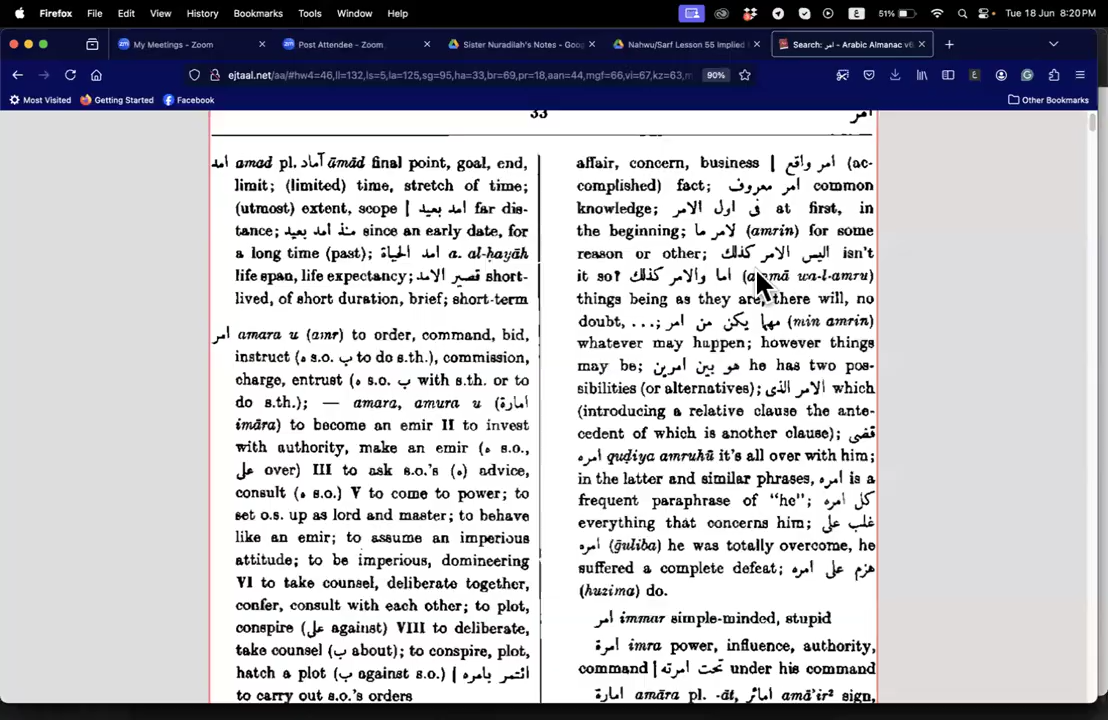 Firefox File Edit View History Bookmarks Tools Window Help 51% Tue 18 Jun 8:20 PM
My Meetings - Zoom Post Attendee - Zoom Sister Nuradilah's Notes - Goo Nahwu/Sarf Lesson 55 Implied Search: امر - Arabic Almanac v6
ejtaal.net/aa/#hw4=46,ll=132,ls=5,la=125,sg=95,ha=33,br=69,pr=18,aan=44,mgf=66,vi=67,kz=63, 90%
Most Visited Getting Started Facebook Other Bookmarks
33 امر
امد amad pl. آماد āmād final point, goal, end,
limit; (limited) time, stretch of time;
(utmost) extent, scope | امد بعيد far dis-
tance; منذ امد بعيد since an early date, for
a long time (past); امد الحياة a. al-ḥayāh
life span, life expectancy; قصير الامد short-
lived, of short duration, brief; short-term
امر amara u (amr) to order, command, bid,
instruct (ه s.o. ب to do s.th.), commission,
charge, entrust (ه s.o. ب with s.th. or to
do s.th.); — amara, amura u (امارة
imāra) to become an emir II to invest
with authority, make an emir (ه s.o.,
على over) III to ask s.o.'s (ه) advice,
consult (ه s.o.) V to come to power; to
set o.s. up as lord and master; to behave
like an emir; to assume an imperious
attitude; to be imperious, domineering
VI to take counsel, deliberate together,
confer, consult with each other; to plot,
conspire (على against) VIII to deliberate,
take counsel (ب about); to conspire, plot,
hatch a plot (ب against s.o.) | ائتمر بامره
to carry out s.o.'s orders
affair, concern, business | امر واقع (ac-
complished) fact; امر معروف common
knowledge; فى اول الامر at first, in
the beginning; لامر ما (amrin) for some
reason or other; اليس الامر كذلك isn't
it so? اما والامر كذلك (ammā wa-l-amru)
things being as they are, there will, no
doubt, ...; مهما يكن من امر (min amrin)
whatever may happen; however things
may be; هو بين امرين he has two pos-
sibilities (or alternatives); الامر الذى which
(introducing a relative clause the ante-
cedent of which is another clause); قضى
امره quḍiya amruhū it's all over with him;
in the latter and similar phrases, امره is a
frequent paraphrase of "he"; كل امره
everything that concerns him; غلب على
امره (ḡuliba) he was totally overcome, he
suffered a complete defeat; هزم على امره
(huzima) do.
امر immar simple-minded, stupid
امرة imra power, influence, authority,
command | تحت امرته under his command
امارة amāra pl. -āt, امائر amā'ir² sign,